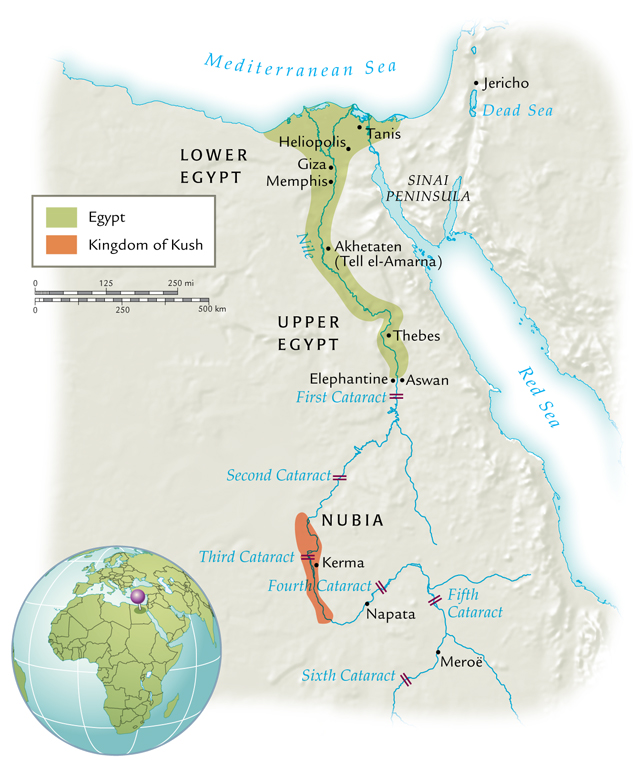 Mediterranean Sea
Jericho
Dead Sea
Tanis
Heliopolis
LOWER
EGYPT
Giza
Memphis
SINAI
PENINSULA
Egypt
Kingdom of Kush
Nile
Akhetaten
(Tell el-Amarna)
0 125 250 mi
0 500 km
UPPER
EGYPT
Thebes
Red Sea
Elephantine
Aswan
First Cataract
Second Cataract
NUBIA
Third Cataract
Kerma
Fourth Cataract
Fifth
Cataract
Napata
Meroë
Sixth Cataract